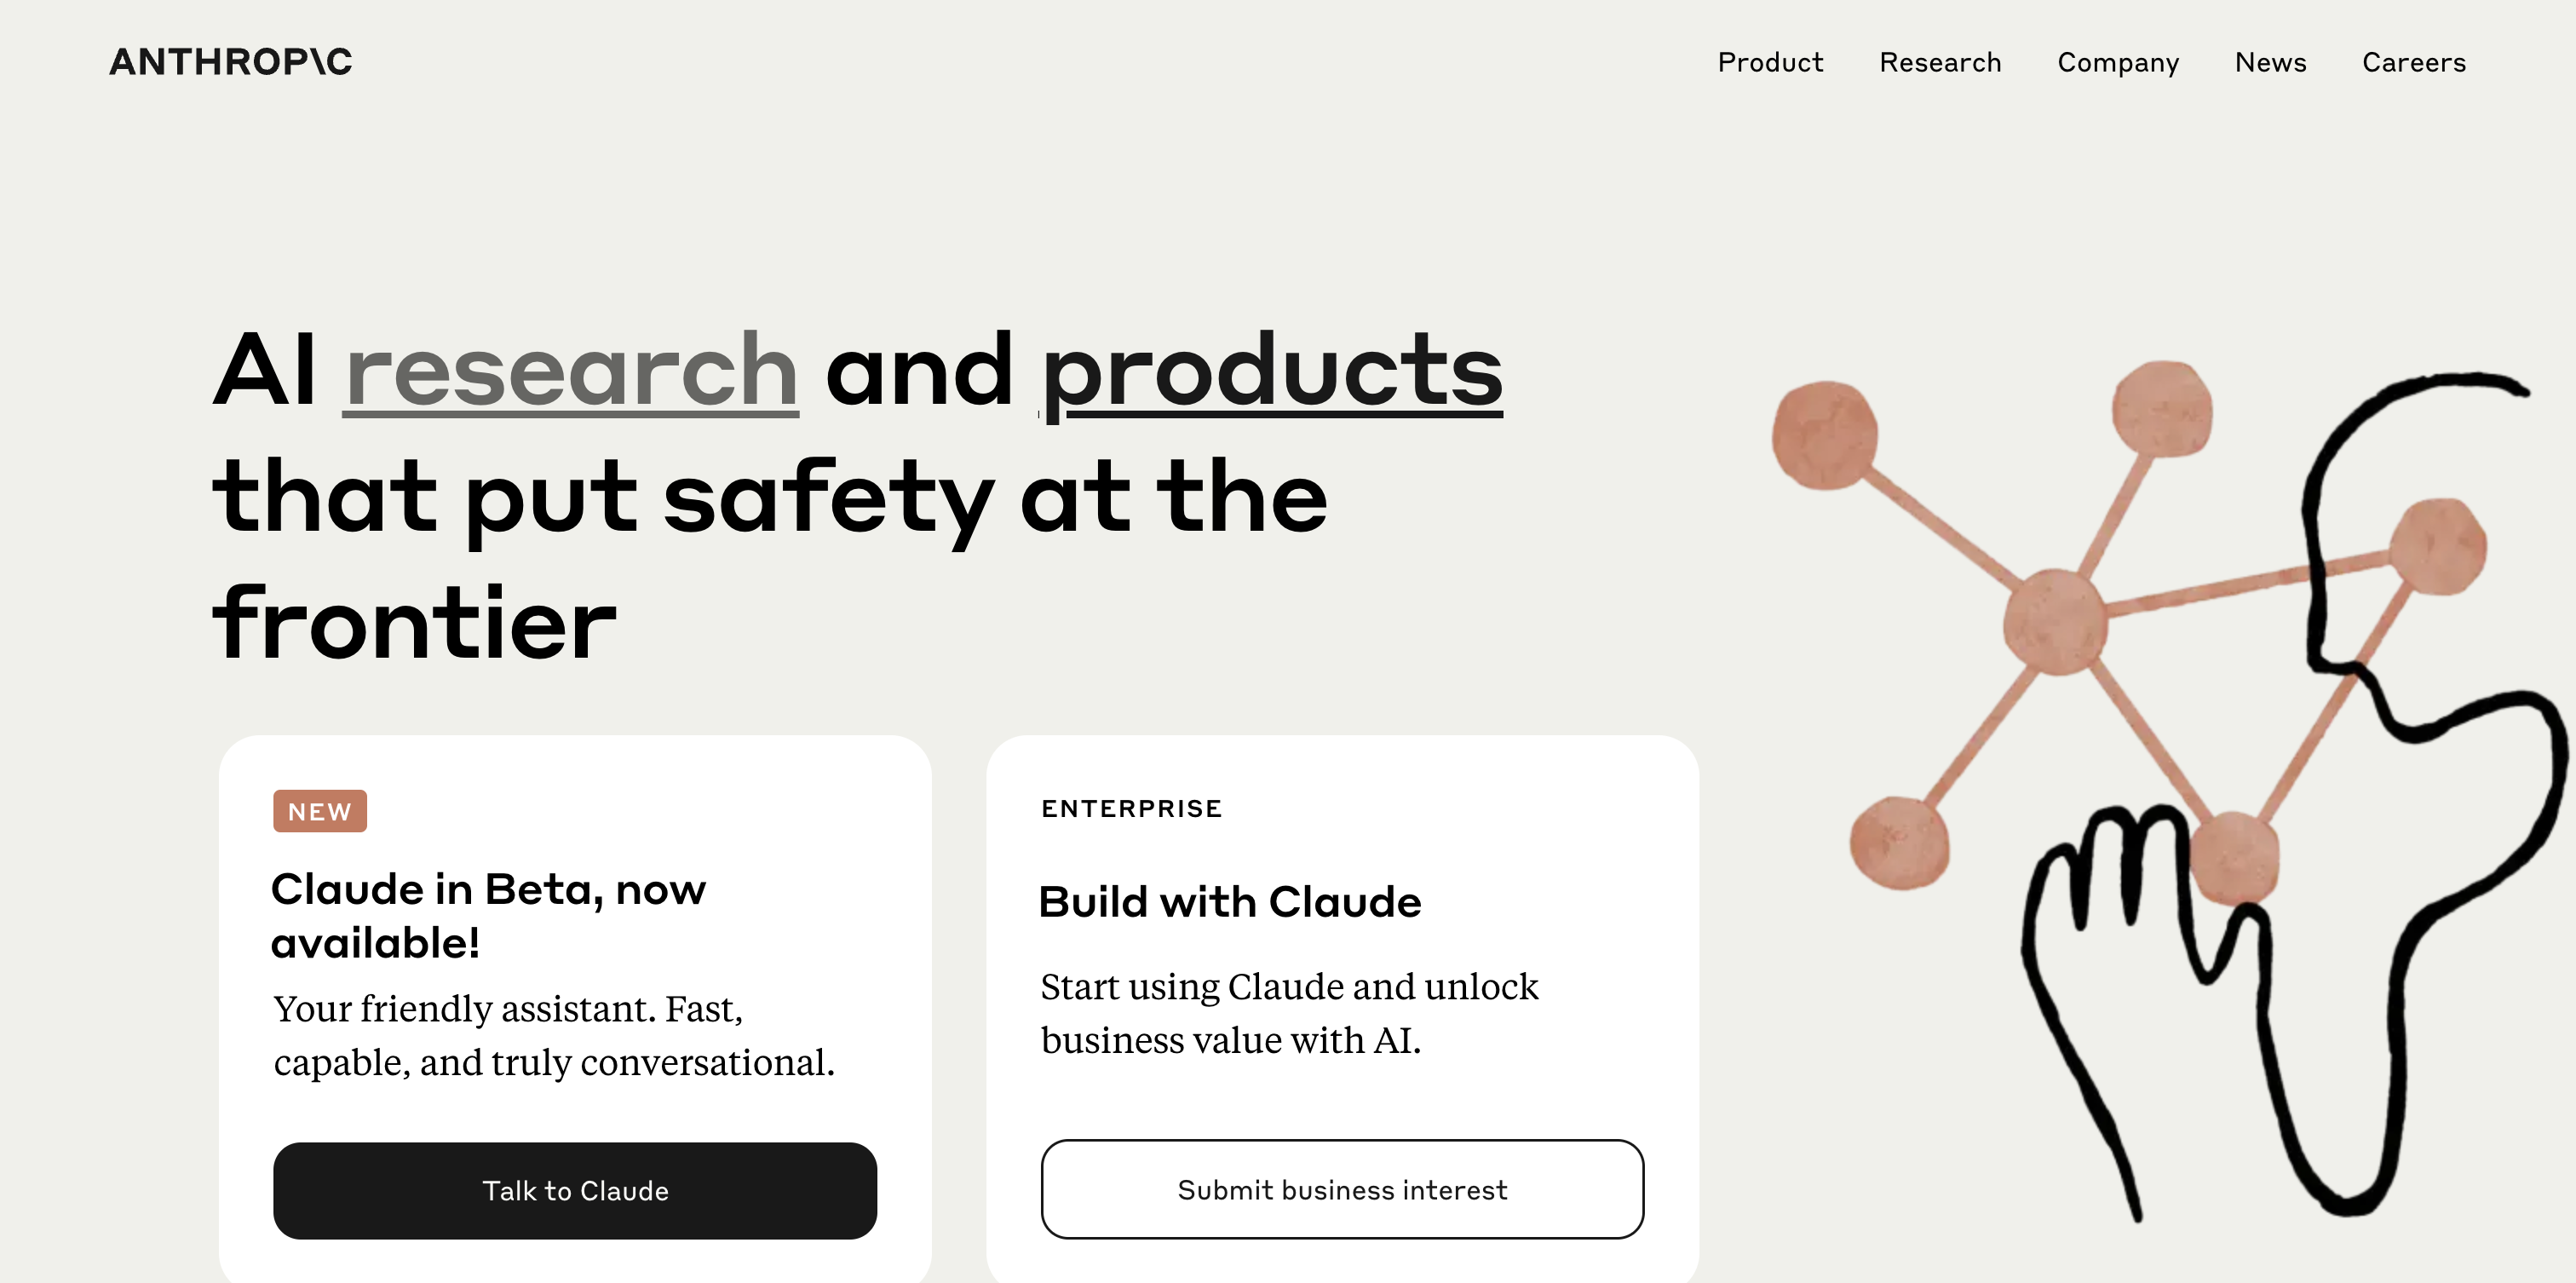 ANTHROP\C
Product Research Company News Careers
AI research and products
that put safety at the
frontier
NEW
Claude in Beta, now
available!
Your friendly assistant. Fast,
capable, and truly conversational.
Talk to Claude
ENTERPRISE
Build with Claude
Start using Claude and unlock
business value with AI.
Submit business interest